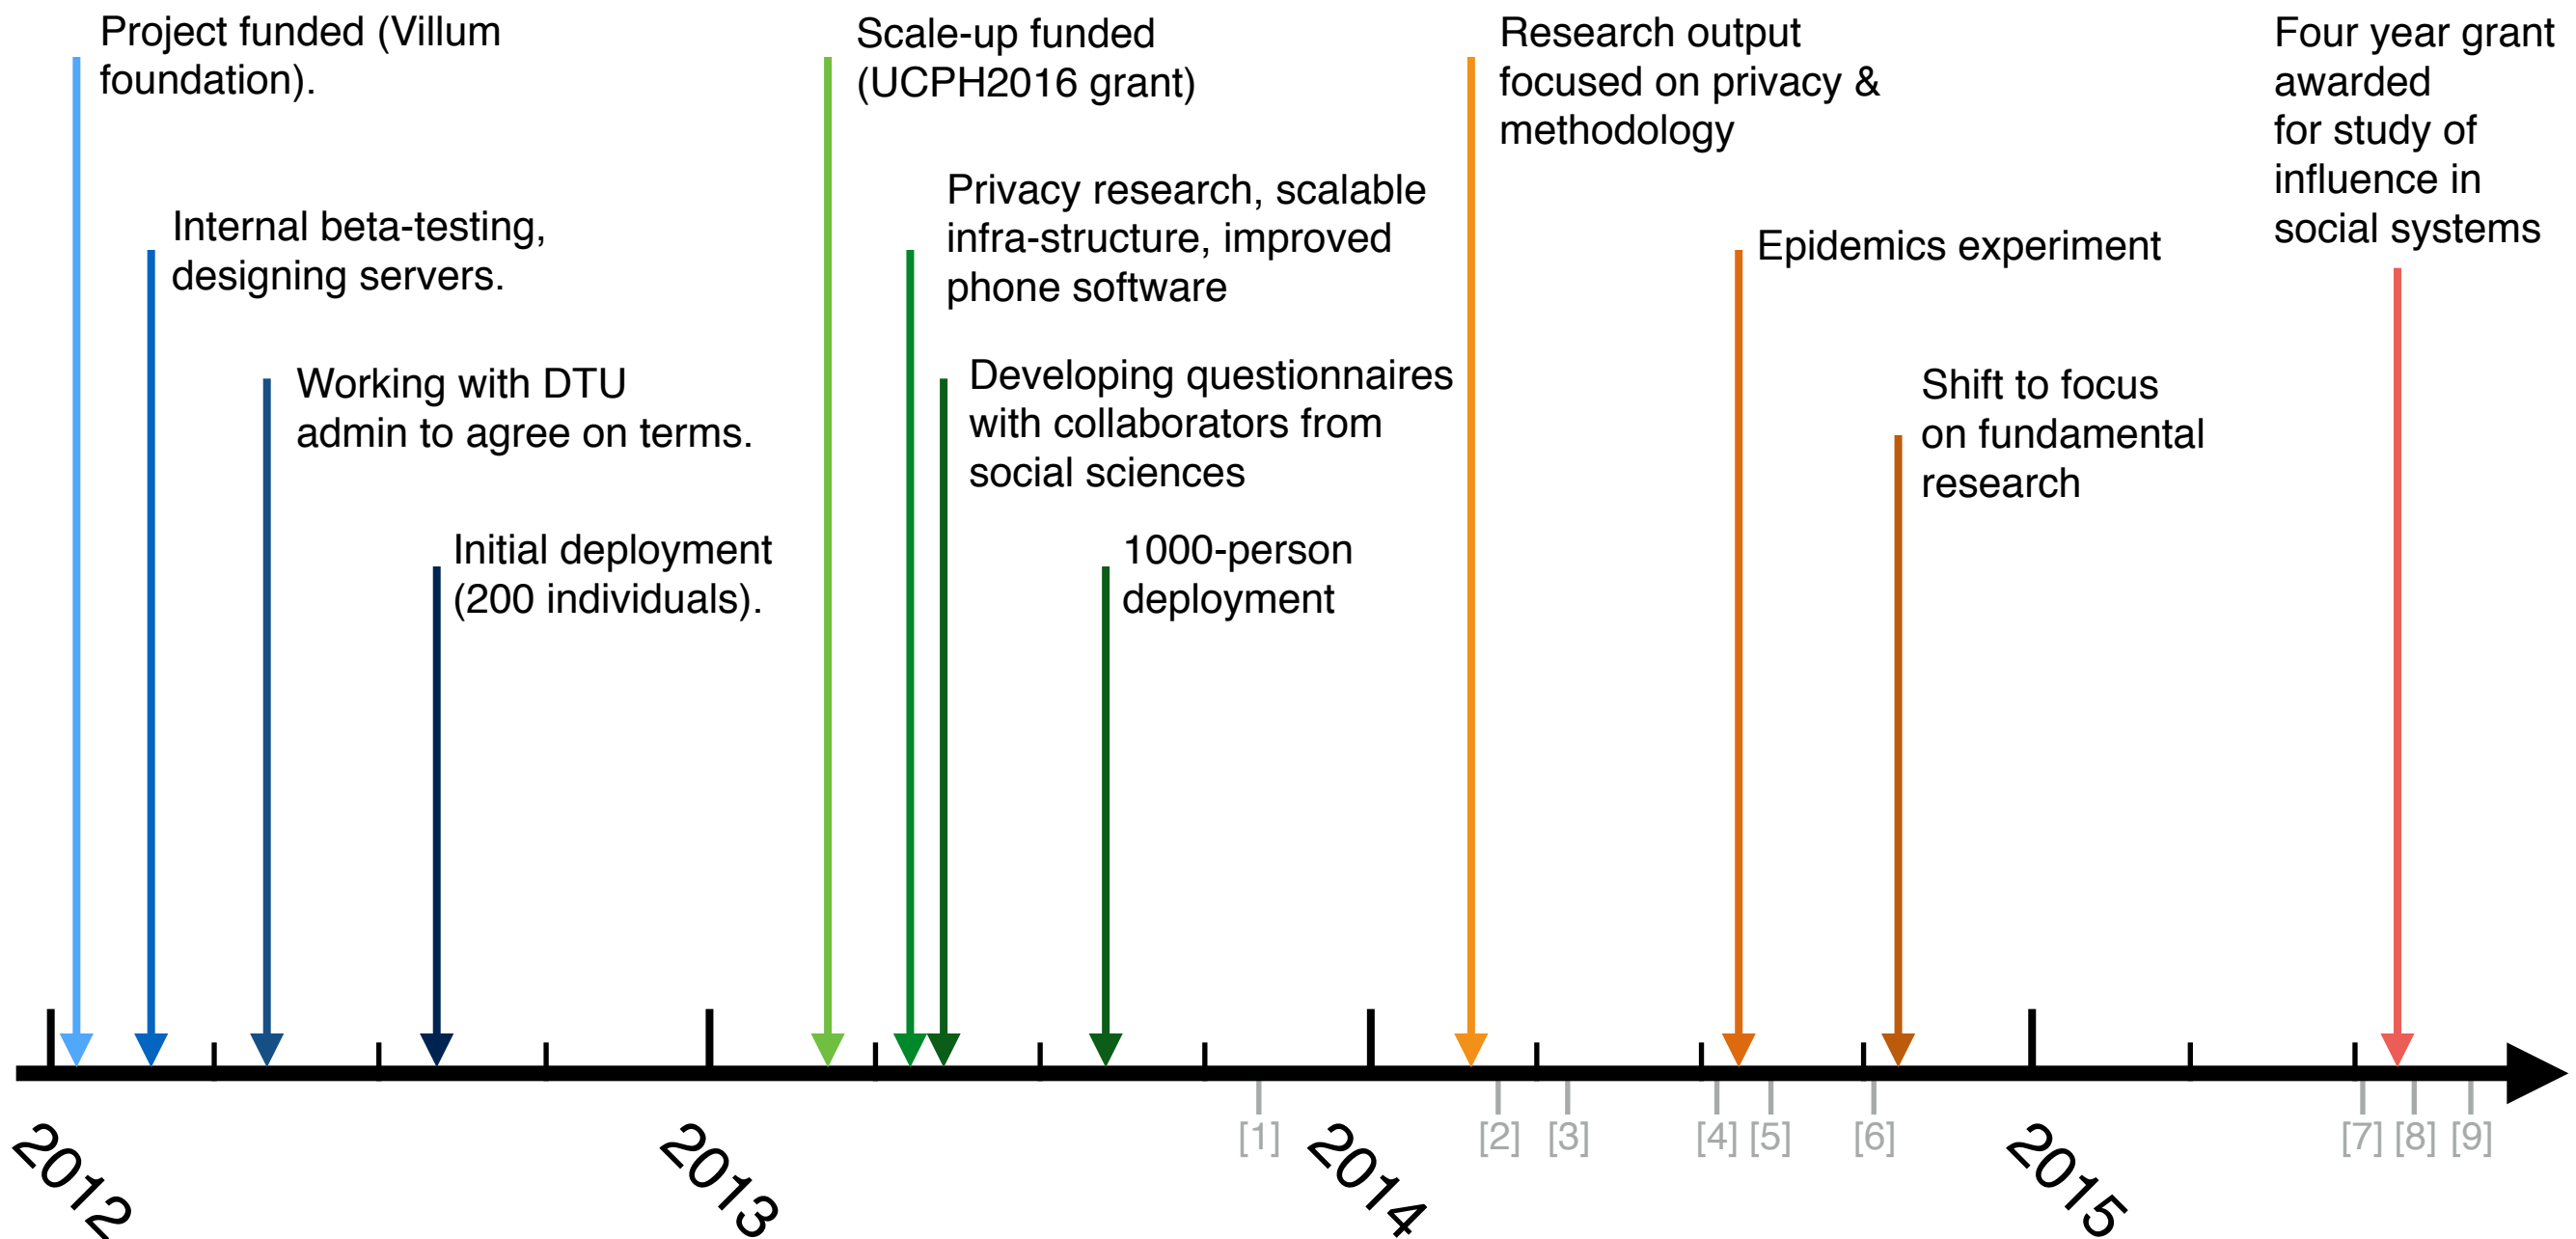 Project funded (Villum
foundation).
Internal beta-testing,
designing servers.
Working with DTU
admin to agree on terms.
Initial deployment
(200 individuals).
Scale-up funded
(UCPH2016 grant)
Privacy research, scalable
infra-structure, improved
phone software
Developing questionnaires
with collaborators from
social sciences
1000-person
deployment
Research output
focused on privacy &
methodology
Epidemics experiment
Shift to focus
on fundamental
research
Four year grant
awarded
for study of
influence in
social systems
[1] [2] [3] [4] [5] [6] [7] [8] [9]
2012 2013 2014 2015